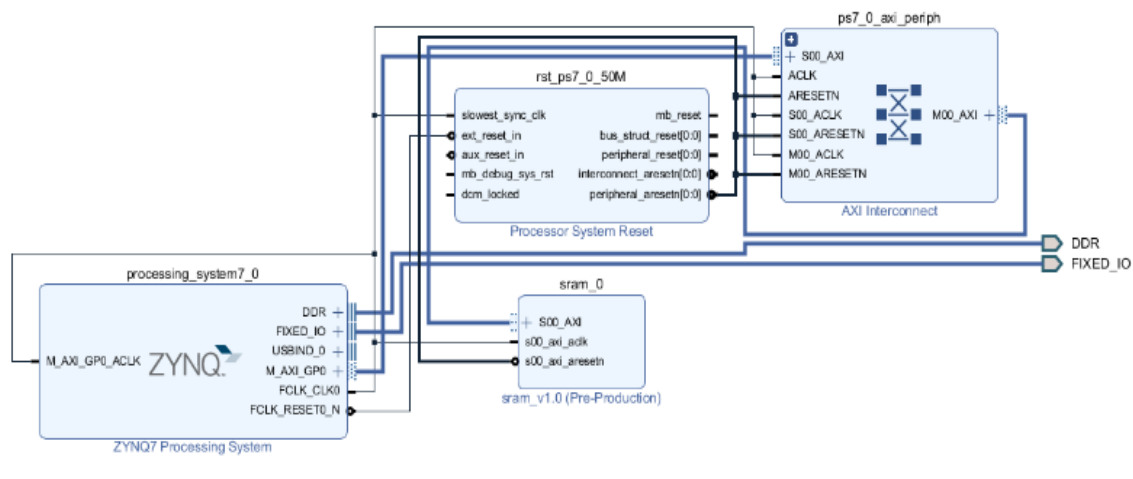 ps7_0_axi_periph
S00_AXI
ACLK
ARESETN
S00_ACLK
S00_ARESETN
M00_ACLK
M00_ARESETN
M00_AXI
AXI Interconnect
rst_ps7_0_50M
slowest_sync_clk
ext_reset_in
aux_reset_in
mb_debug_sys_rst
dcm_locked
mb_reset
bus_struct_reset[0:0]
peripheral_reset[0:0]
interconnect_aresetn[0:0]
peripheral_aresetn[0:0]
Processor System Reset
DDR
FIXED_IO
processing_system7_0
M_AXI_GP0_ACLK
ZYNQ
DDR
FIXED_IO
USBIND_0
M_AXI_GP0
FCLK_CLK0
FCLK_RESET0_N
ZYNQ7 Processing System
sram_0
S00_AXI
s00_axi_aclk
s00_axi_aresetn
sram_v1.0 (Pre-Production)